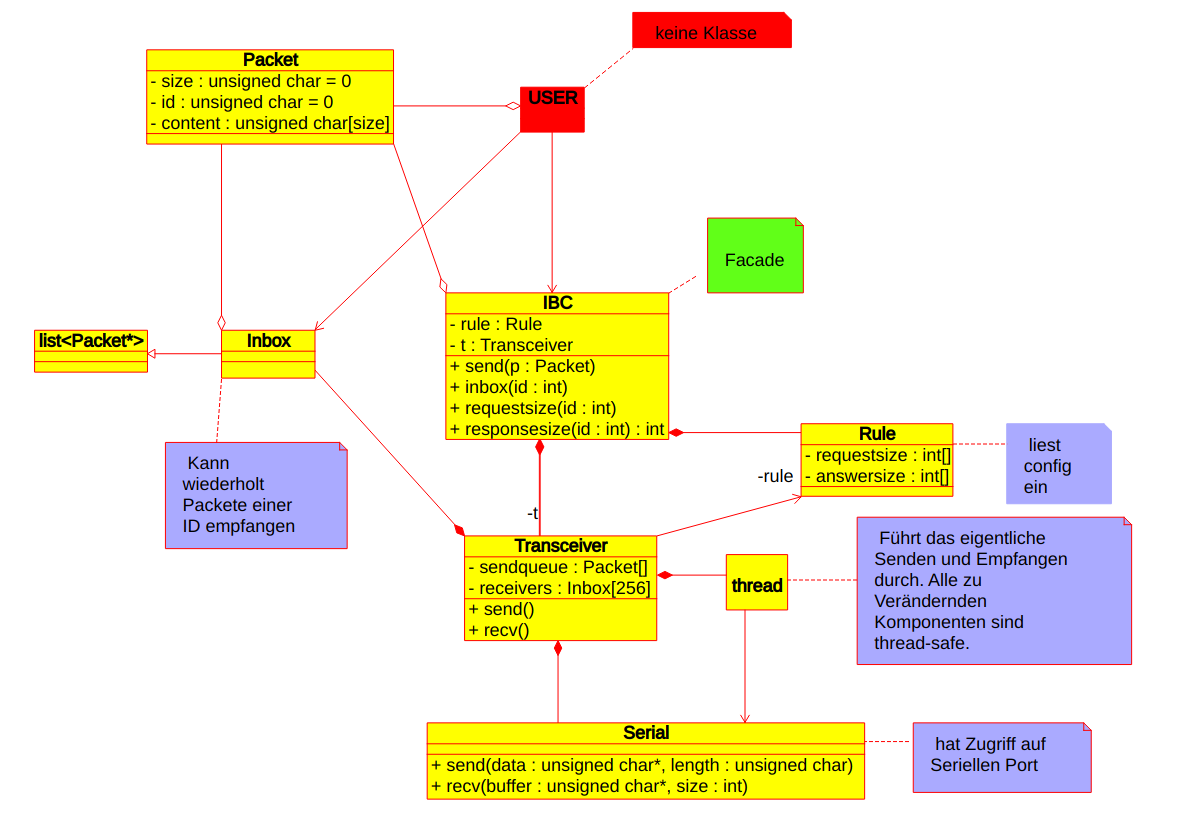 keine Klasse
Packet
- size : unsigned char = 0
- id : unsigned char = 0
- content : unsigned char[size]
USER
Facade
IBC
- rule : Rule
- t : Transceiver
+ send(p : Packet)
+ inbox(id : int)
+ requestsize(id : int)
+ responsesize(id : int) : int
list<Packet*>
Inbox
Kann
wiederholt
Packete einer
ID empfangen
Rule
- requestsize : int[]
- answersize : int[]
-rule
liest
config
ein
-t
Transceiver
- sendqueue : Packet[]
- receivers : Inbox[256]
+ send()
+ recv()
thread
Führt das eigentliche
Senden und Empfangen
durch. Alle zu
Verändernden
Komponenten sind
thread-safe.
Serial
+ send(data : unsigned char*, length : unsigned char)
+ recv(buffer : unsigned char*, size : int)
hat Zugriff auf
Seriellen Port